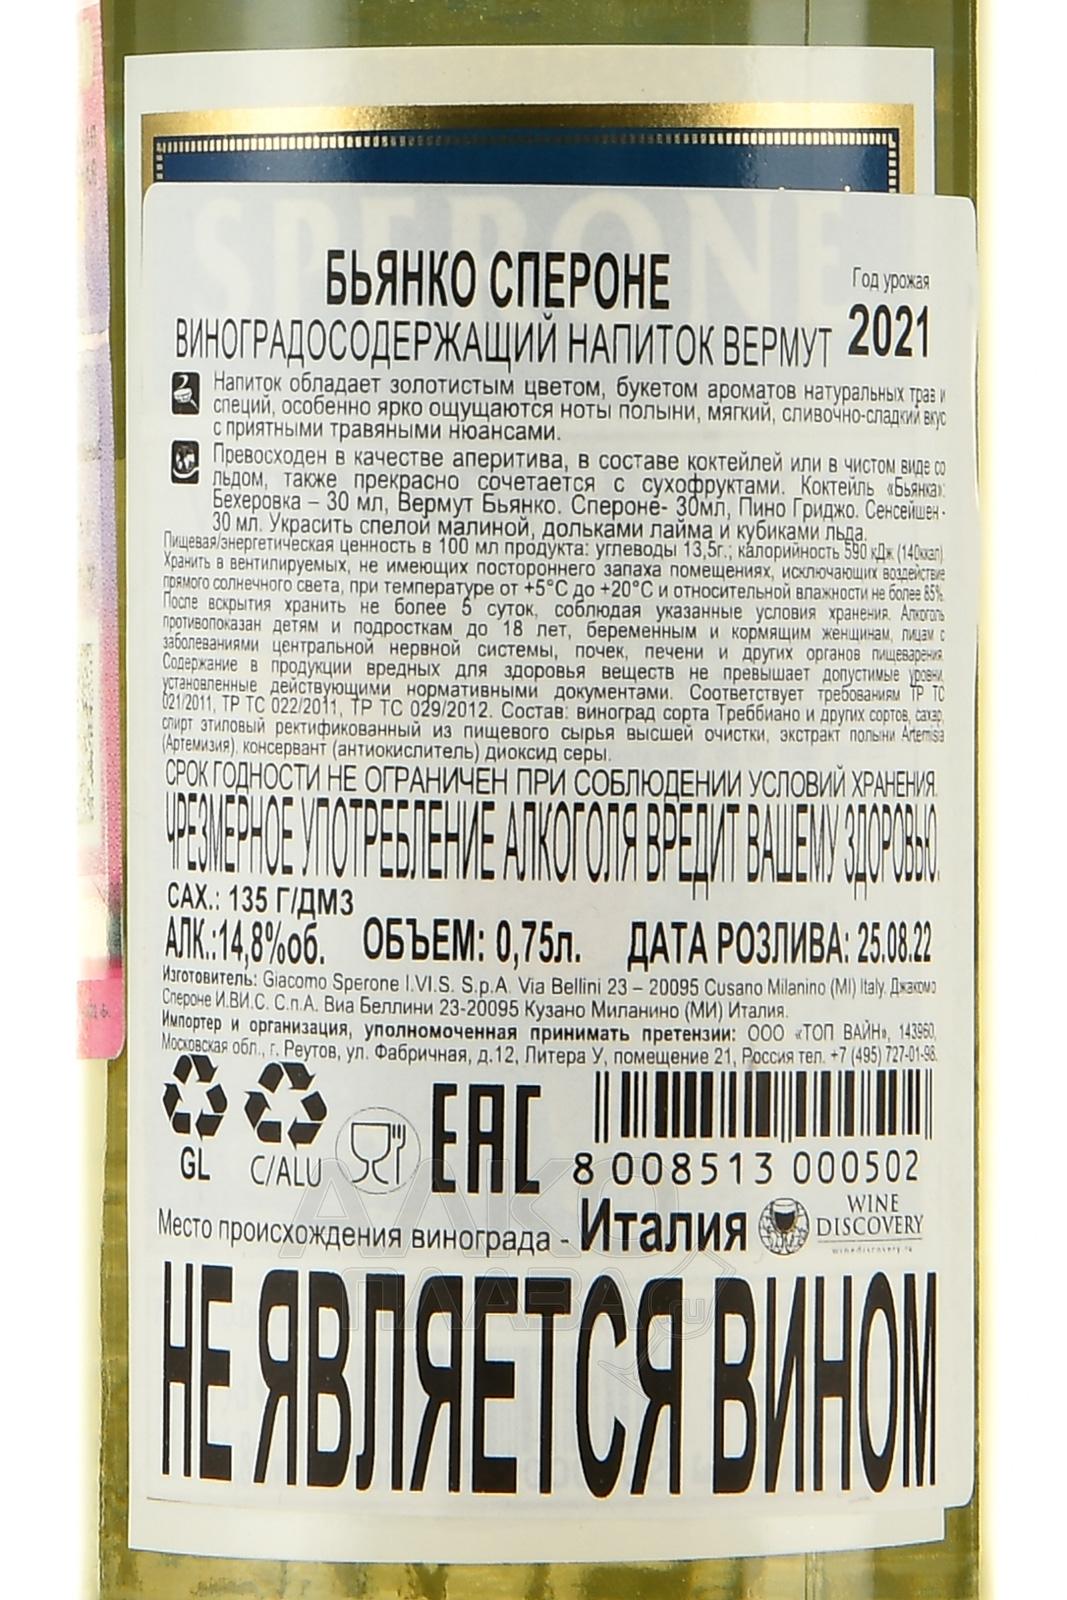 SPERONE
БЬЯНКО СПЕРОНЕ
Год урожая
ВИНОГРАДОСОДЕРЖАЩИЙ НАПИТОК ВЕРМУТ
2021
Напиток обладает золотистым цветом, букетом ароматов натуральных трав и
специй, особенно ярко ощущаются ноты полыни, мягкий, сливочно-сладкий вкус
с приятными травяными нюансами.
Превосходен в качестве аперитива, в составе коктейлей или в чистом виде со
льдом, также прекрасно сочетается с сухофруктами. Коктейль «Бьянка»:
Бехеровка – 30 мл, Вермут Бьянко. Спероне- 30мл, Пино Гриджо. Сенсейшен -
30 мл. Украсить спелой малиной, дольками лайма и кубиками льда.
Пищевая/энергетическая ценность в 100 мл продукта: углеводы 13,5г.; калорийность 590 кДж (140ккал).
Хранить в вентилируемых, не имеющих постороннего запаха помещениях, исключающих воздействие
прямого солнечного света, при температуре от +5°C до +20°C и относительной влажности не более 85%.
После вскрытия хранить не более 5 суток, соблюдая указанные условия хранения. Алкоголь
противопоказан детям и подросткам до 18 лет, беременным и кормящим женщинам, лицам с
заболеваниями центральной нервной системы, почек, печени и других органов пищеварения.
Содержание в продукции вредных для здоровья веществ не превышает допустимые уровни,
установленные действующими нормативными документами. Соответствует требованиям ТР ТС
021/2011, ТР ТС 022/2011, ТР ТС 029/2012. Состав: виноград сорта Треббиано и других сортов, сахар,
спирт этиловый ректификованный из пищевого сырья высшей очистки, экстракт полыни Artemisia
(Артемизия), консервант (антиокислитель) диоксид серы.
СРОК ГОДНОСТИ НЕ ОГРАНИЧЕН ПРИ СОБЛЮДЕНИИ УСЛОВИЙ ХРАНЕНИЯ.
ЧРЕЗМЕРНОЕ УПОТРЕБЛЕНИЕ АЛКОГОЛЯ ВРЕДИТ ВАШЕМУ ЗДОРОВЬЮ.
САХ.: 135 Г/ДМ3
АЛК.:14,8%об. ОБЪЕМ: 0,75л. ДАТА РОЗЛИВА: 25.08.22
Изготовитель: Giacomo Sperone I.VI.S. S.p.A. Via Bellini 23 – 20095 Cusano Milanino (MI) Italy. Джакомо
Спероне И.ВИ.С. С.п.А. Виа Беллини 23-20095 Кузано Миланино (МИ) Италия.
Импортер и организация, уполномоченная принимать претензии: ООО «ТОП ВАЙН», 143960,
Московская обл., г. Реутов, ул. Фабричная, д.12, Литера У, помещение 21, Россия тел. +7 (495) 727-01-98.
GL
C/ALU
EAC
8 008513 000502
Место происхождения винограда - Италия
WINE
DISCOVERY
winediscovery.ru
АЛКО
ПЛАЗА
.ru
НЕ ЯВЛЯЕТСЯ ВИНОМ